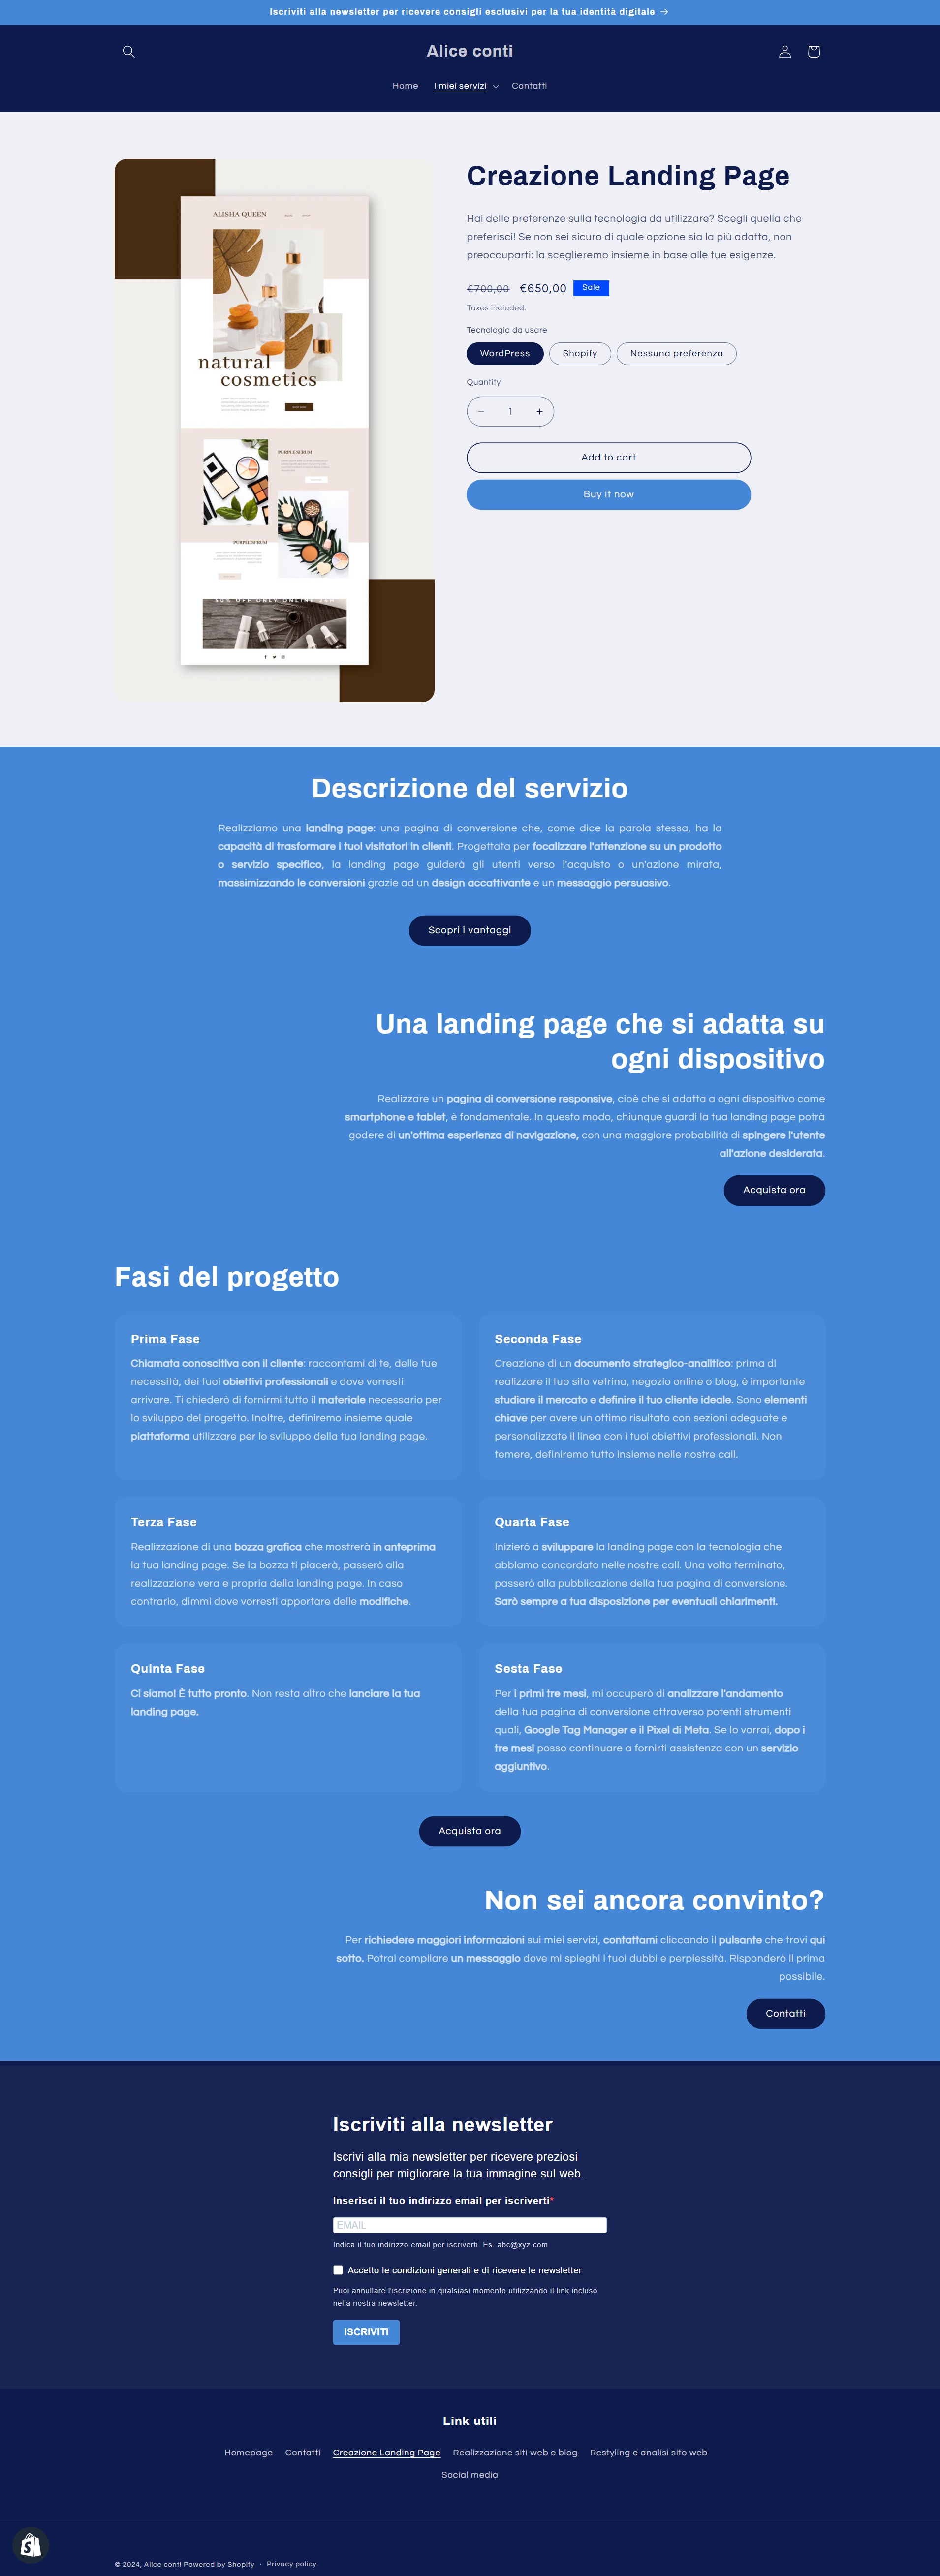 Iscriviti alla newsletter per ricevere consigli esclusivi per la tua identità digitale →
Alice conti
Home I miei servizi Contatti
ALISHA QUEEN BLOG SHOP
natural
cosmetics
SHOP NOW
PURPLE SERUM
PURPLE SERUM
50% OFF ONLY ONLINE
Creazione Landing Page
Hai delle preferenze sulla tecnologia da utilizzare? Scegli quella che
preferisci! Se non sei sicuro di quale opzione sia la più adatta, non
preoccuparti: la sceglieremo insieme in base alle tue esigenze.
€700,00 €650,00 Sale
Taxes included.
Tecnologia da usare
WordPress Shopify Nessuna preferenza
Quantity
− 1 +
Add to cart
Buy it now
Descrizione del servizio
Realizziamo una landing page: una pagina di conversione che, come dice la parola stessa, ha la
capacità di trasformare i tuoi visitatori in clienti. Progettata per focalizzare l'attenzione su un prodotto
o servizio specifico, la landing page guiderà gli utenti verso l'acquisto o un'azione mirata,
massimizzando le conversioni grazie ad un design accattivante e un messaggio persuasivo.
Scopri i vantaggi
Una landing page che si adatta su
ogni dispositivo
Realizzare un pagina di conversione responsive, cioè che si adatta a ogni dispositivo come
smartphone e tablet, è fondamentale. In questo modo, chiunque guardi la tua landing page potrà
godere di un'ottima esperienza di navigazione, con una maggiore probabilità di spingere l'utente
all'azione desiderata.
Acquista ora
Fasi del progetto
Prima Fase
Chiamata conoscitiva con il cliente: raccontami di te, delle tue
necessità, dei tuoi obiettivi professionali e dove vorresti
arrivare. Ti chiederò di fornirmi tutto il materiale necessario per
lo sviluppo del progetto. Inoltre, definiremo insieme quale
piattaforma utilizzare per lo sviluppo della tua landing page.
Seconda Fase
Creazione di un documento strategico-analitico: prima di
realizzare il tuo sito vetrina, negozio online o blog, è importante
studiare il mercato e definire il tuo cliente ideale. Sono elementi
chiave per avere un ottimo risultato con sezioni adeguate e
personalizzate il linea con i tuoi obiettivi professionali. Non
temere, definiremo tutto insieme nelle nostre call.
Terza Fase
Realizzazione di una bozza grafica che mostrerà in anteprima
la tua landing page. Se la bozza ti piacerà, passerò alla
realizzazione vera e propria della landing page. In caso
contrario, dimmi dove vorresti apportare delle modifiche.
Quarta Fase
Inizierò a sviluppare la landing page con la tecnologia che
abbiamo concordato nelle nostre call. Una volta terminato,
passerò alla pubblicazione della tua pagina di conversione.
Sarò sempre a tua disposizione per eventuali chiarimenti.
Quinta Fase
Ci siamo! È tutto pronto. Non resta altro che lanciare la tua
landing page.
Sesta Fase
Per i primi tre mesi, mi occuperò di analizzare l'andamento
della tua pagina di conversione attraverso potenti strumenti
quali, Google Tag Manager e il Pixel di Meta. Se lo vorrai, dopo i
tre mesi posso continuare a fornirti assistenza con un servizio
aggiuntivo.
Acquista ora
Non sei ancora convinto?
Per richiedere maggiori informazioni sui miei servizi, contattami cliccando il pulsante che trovi qui
sotto. Potrai compilare un messaggio dove mi spieghi i tuoi dubbi e perplessità. Risponderò il prima
possibile.
Contatti
Iscriviti alla newsletter
Iscrivi alla mia newsletter per ricevere preziosi
consigli per migliorare la tua immagine sul web.
Inserisci il tuo indirizzo email per iscriverti*
EMAIL
Indica il tuo indirizzo email per iscriverti. Es. abc@xyz.com
Accetto le condizioni generali e di ricevere le newsletter
Puoi annullare l'iscrizione in qualsiasi momento utilizzando il link incluso
nella nostra newsletter.
ISCRIVITI
Link utili
Homepage Contatti Creazione Landing Page Realizzazione siti web e blog Restyling e analisi sito web
Social media
© 2024, Alice conti Powered by Shopify · Privacy policy